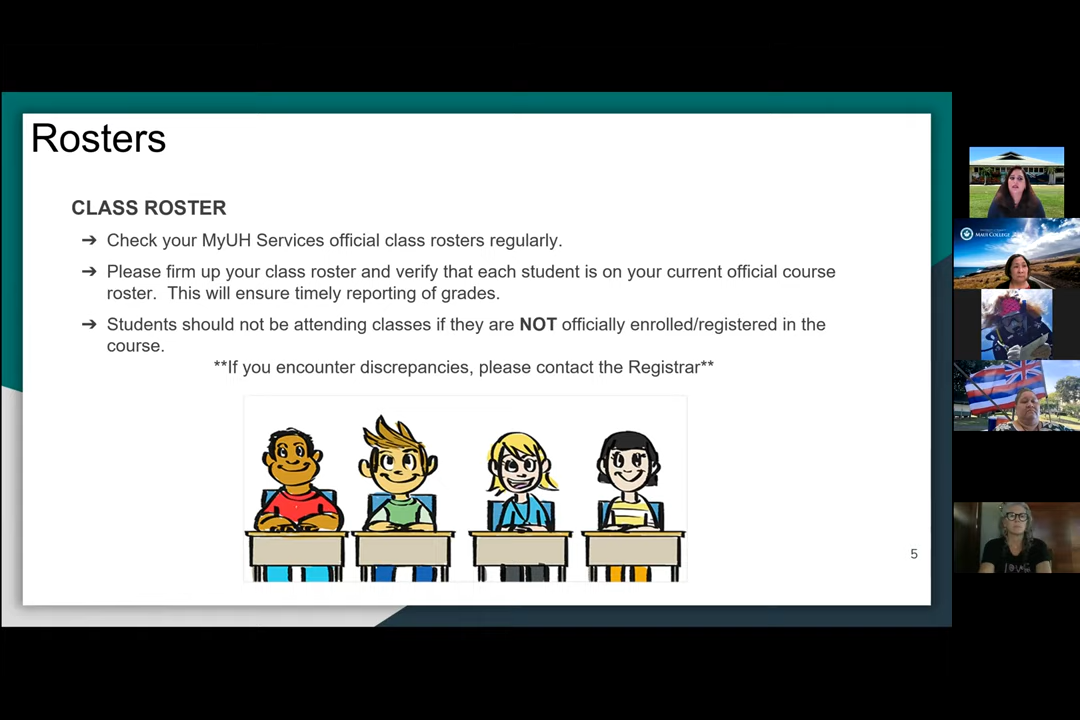 Rosters
CLASS ROSTER
➔ Check your MyUH Services official class rosters regularly.
➔ Please firm up your class roster and verify that each student is on your current official course
roster.  This will ensure timely reporting of grades.
➔ Students should not be attending classes if they are NOT officially enrolled/registered in the
course.
**If you encounter discrepancies, please contact the Registrar**
5
MAUI COLLEGE